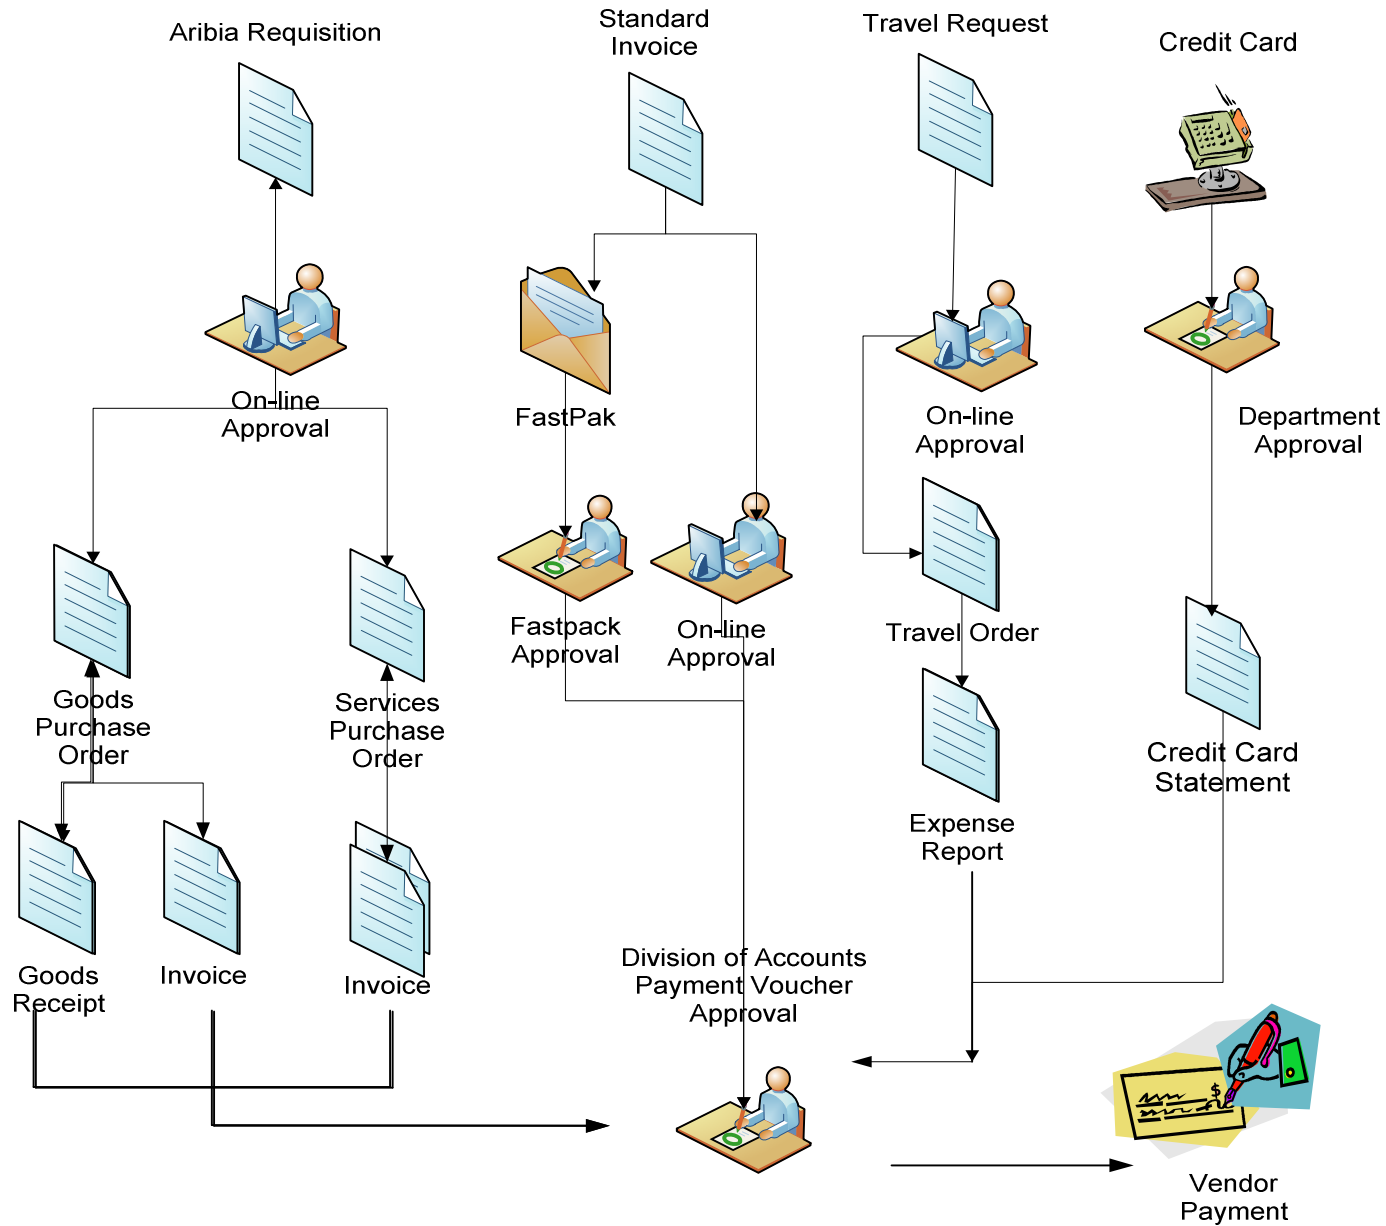 Aribia Requisition
Standard
Invoice
Travel Request
Credit Card
On-line
Approval
FastPak
On-line
Approval
Department
Approval
Fastpack
Approval
On-line
Approval
Travel Order
Goods
Purchase
Order
Services
Purchase
Order
Credit Card
Statement
Expense
Report
Goods
Receipt
Invoice
Invoice
Division of Accounts
Payment Voucher
Approval
$
Vendor
Payment